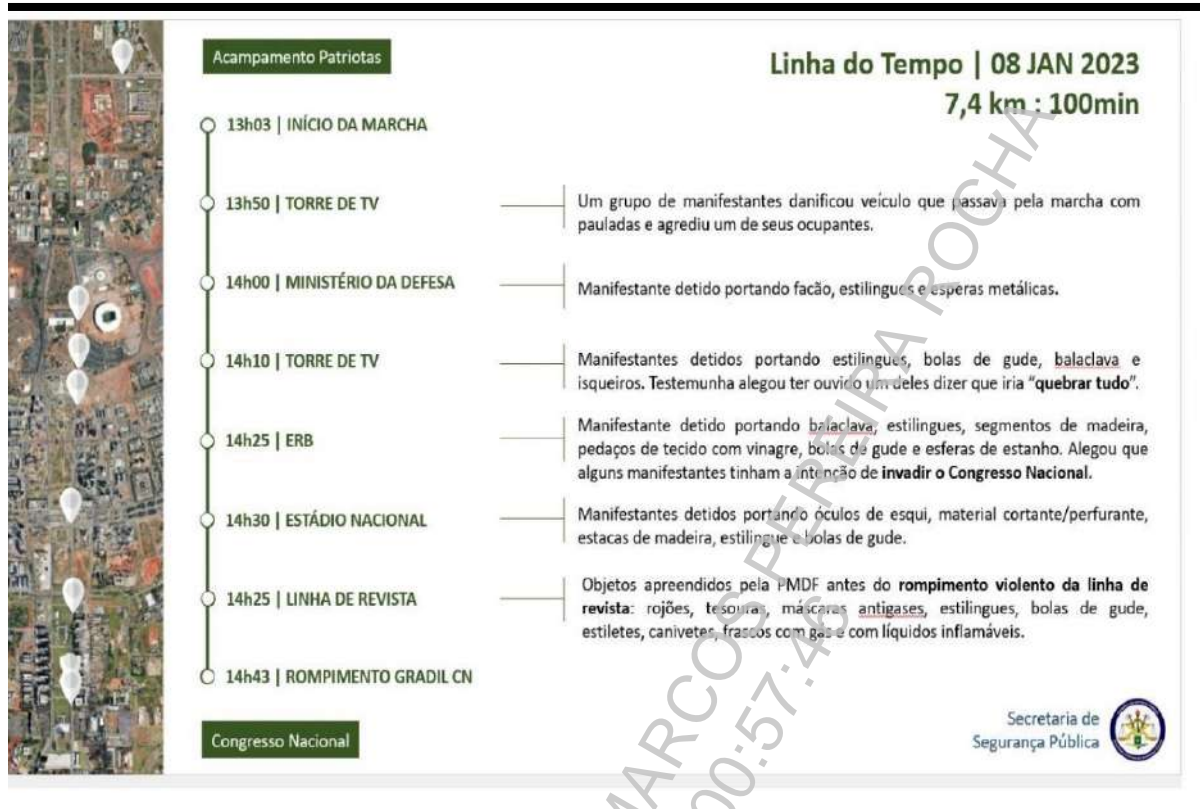 Acampamento Patriotas
Linha do Tempo | 08 JAN 2023
7,4 km : 100min
13h03 | INÍCIO DA MARCHA
13h50 | TORRE DE TV
Um grupo de manifestantes danificou veículo que passava pela marcha com
pauladas e agrediu um de seus ocupantes.
14h00 | MINISTÉRIO DA DEFESA
Manifestante detido portando facão, estilingues e esperas metálicas.
14h10 | TORRE DE TV
Manifestantes detidos portando estilingues, bolas de gude, balaclava e
isqueiros. Testemunha alegou ter ouvido um deles dizer que iria “quebrar tudo”.
14h25 | ERB
Manifestante detido portando balaclava, estilingues, segmentos de madeira,
pedaços de tecido com vinagre, bolas de gude e esferas de estanho. Alegou que
alguns manifestantes tinham a intenção de invadir o Congresso Nacional.
14h30 | ESTÁDIO NACIONAL
Manifestantes detidos portando óculos de esqui, material cortante/perfurante,
estacas de madeira, estilingue e bolas de gude.
14h25 | LINHA DE REVISTA
Objetos apreendidos pela PMDF antes do rompimento violento da linha de
revista: rojões, tesouras, máscaras antigases, estilingues, bolas de gude,
estiletes, canivetes, frascos com gás e com líquidos inflamáveis.
14h43 | ROMPIMENTO GRADIL CN
Congresso Nacional
Secretaria de
Segurança Pública
MARCOS PEREIRA ROCHA
00:57:46